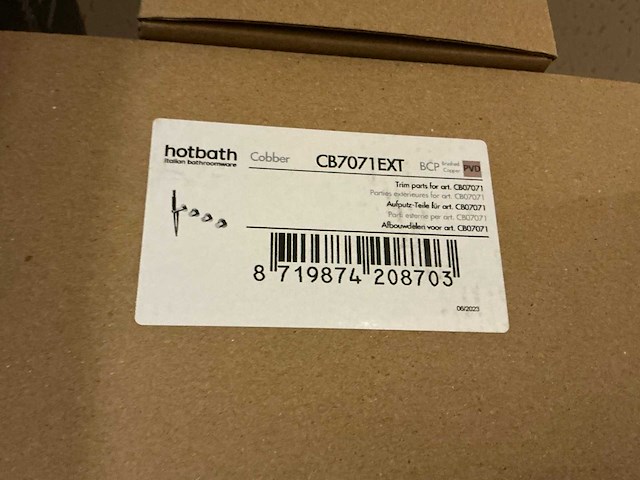 hotbath Cobber CB7071EXT BCP brushed Copper PVD
italian bathroomware
Trim parts for art. CB07071
Parties extérieures for art. CB07071
Aufputz-Teile für art. CB07071
Parti esterne per art. CB07071
Afbouwdelen voor art. CB07071
8 719874 208703
06/2023